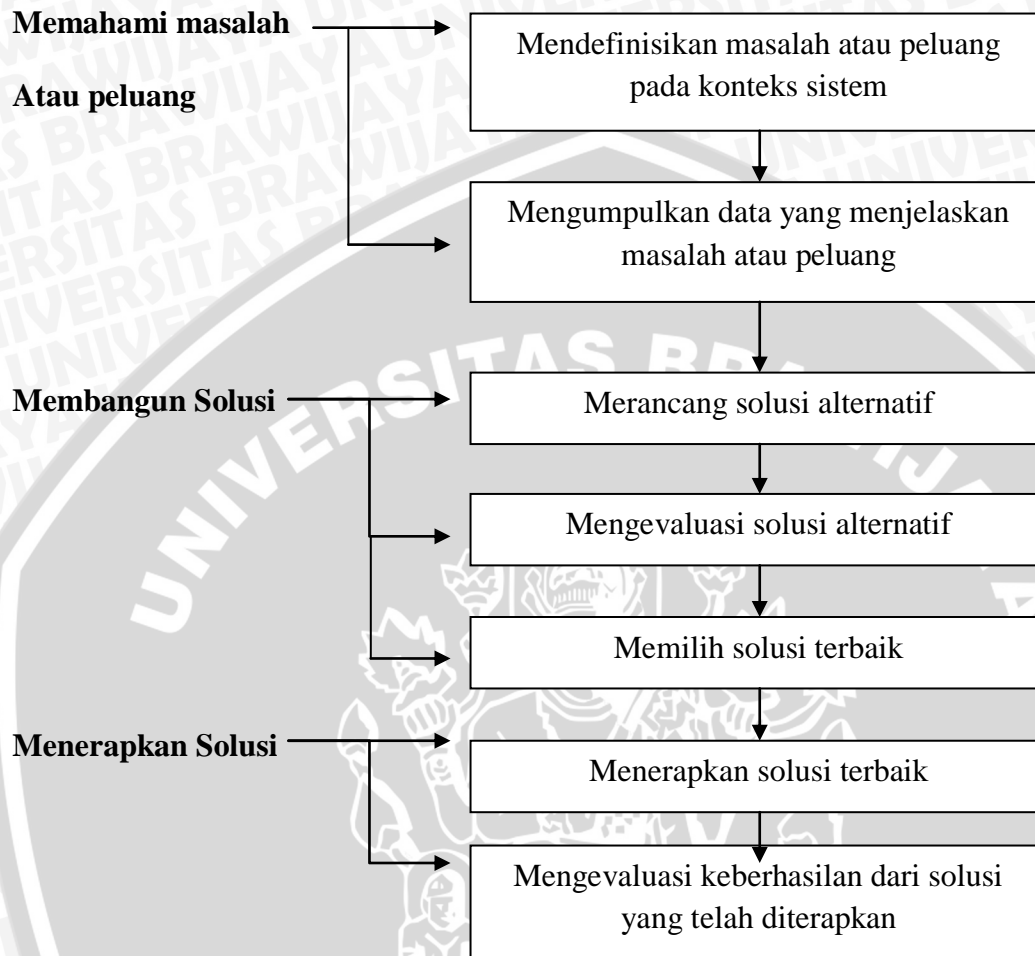 Memahami masalah
Atau peluang
Mendefinisikan masalah atau peluang
pada konteks sistem
Mengumpulkan data yang menjelaskan
masalah atau peluang
Membangun Solusi
Merancang solusi alternatif
Mengevaluasi solusi alternatif
Memilih solusi terbaik
Menerapkan Solusi
Menerapkan solusi terbaik
Mengevaluasi keberhasilan dari solusi
yang telah diterapkan
UNIVERSITAS BRAWIJAYA